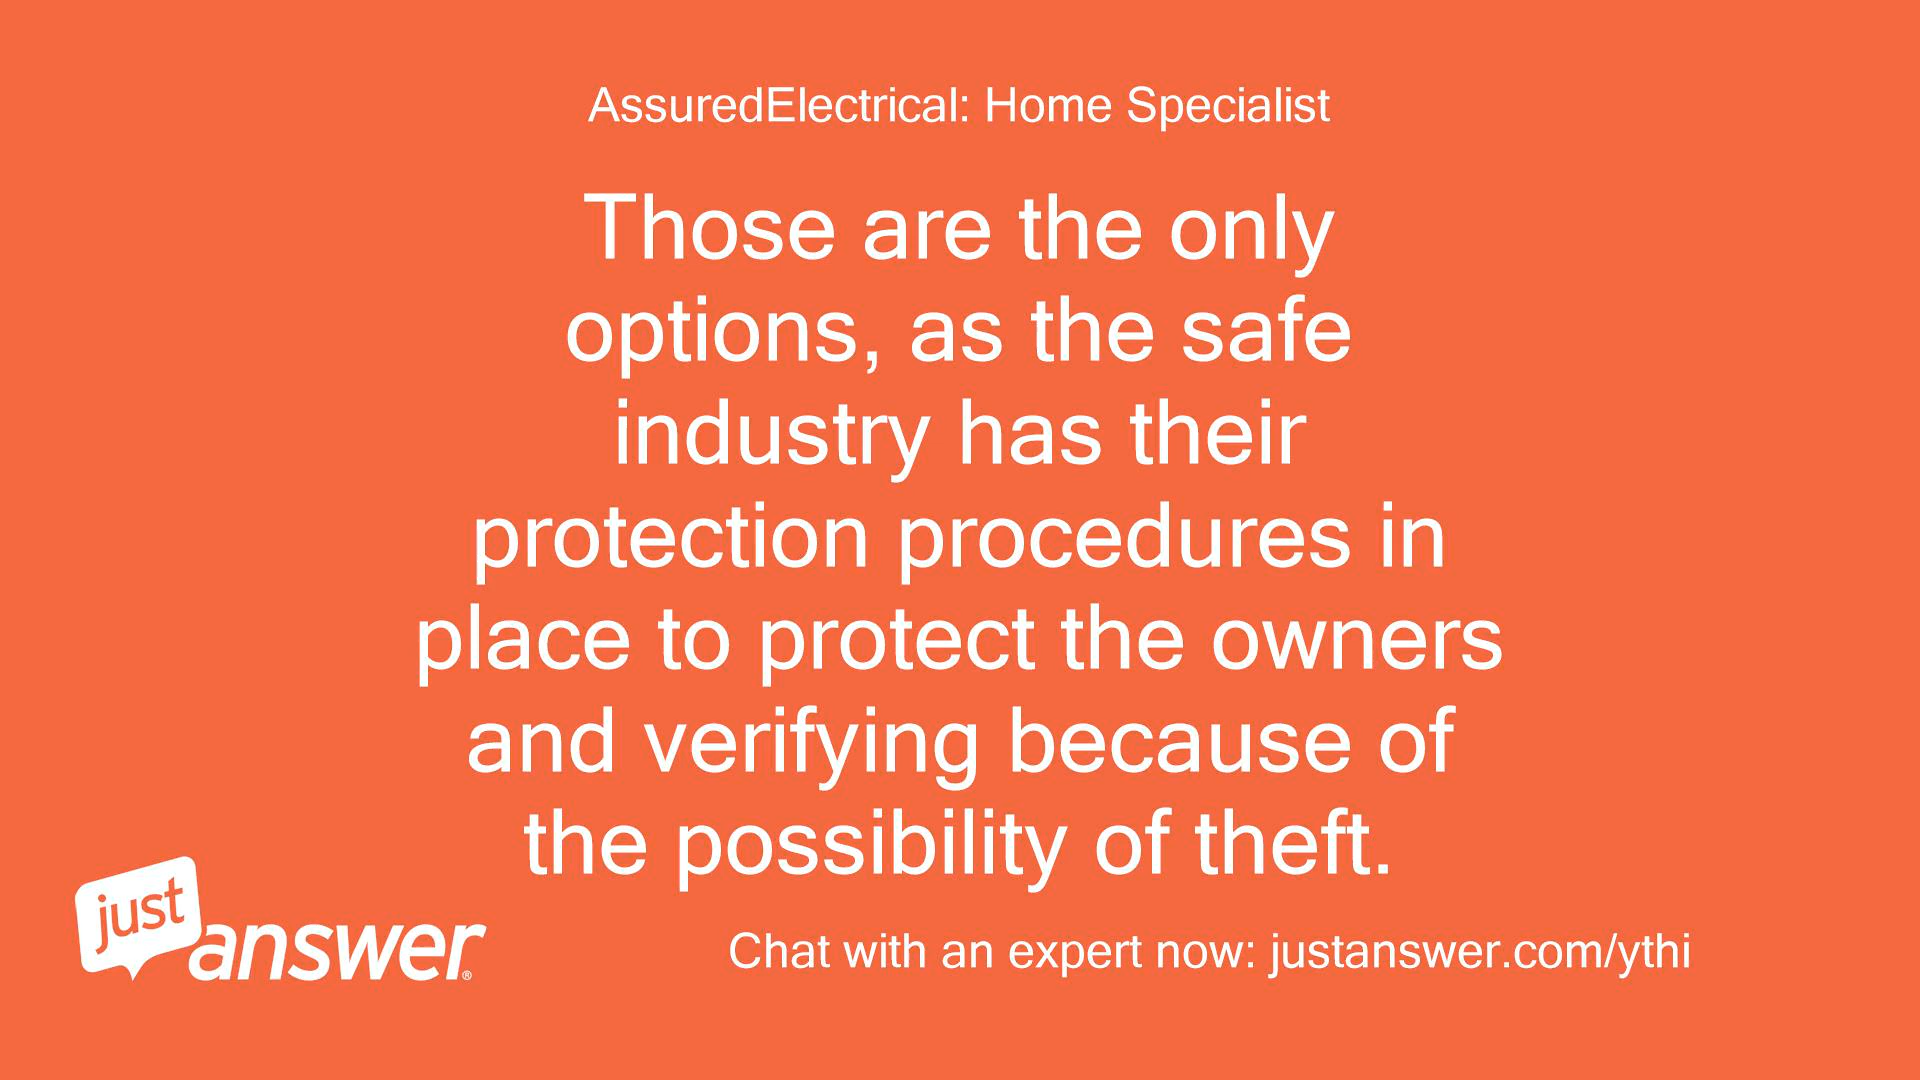 AssuredElectrical: Home Specialist
Those are the only
options, as the safe
industry has their
protection procedures in
place to protect the owners
and verifying because of
the possibility of theft.
just
answer®
Chat with an expert now: justanswer.com/ythi